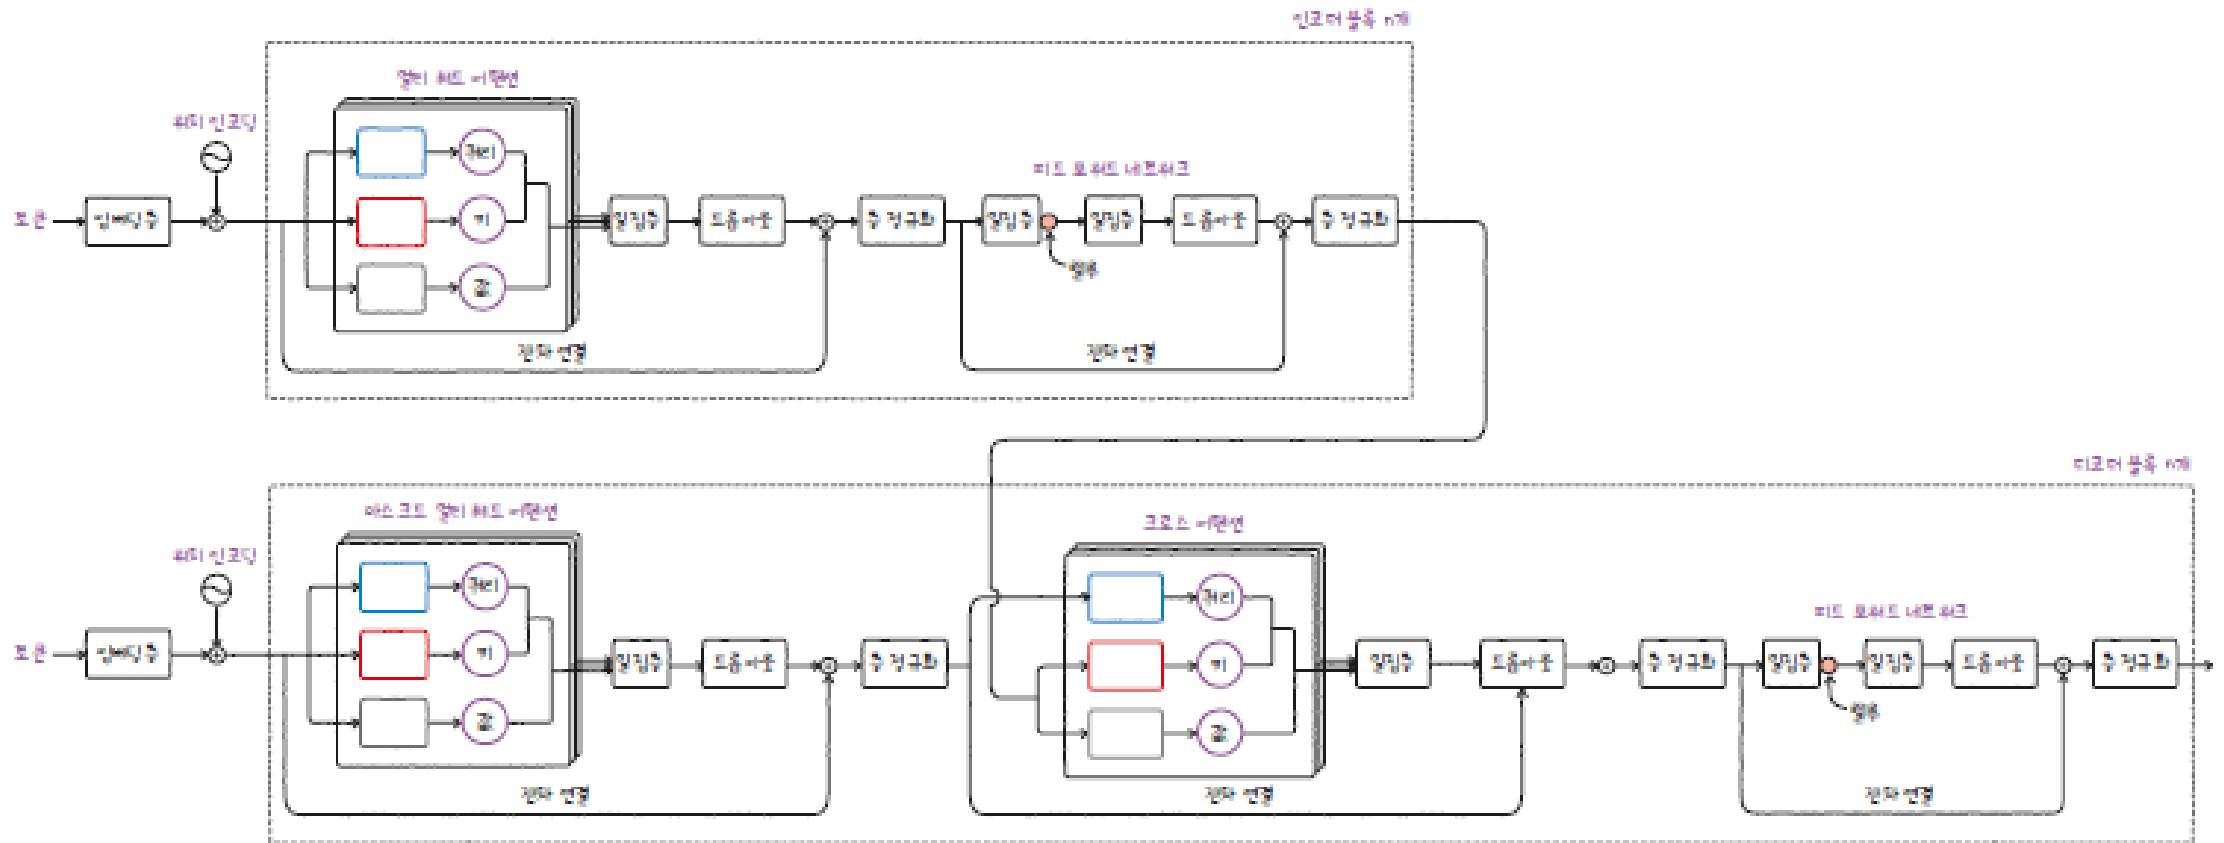 인코더 블록 n개
멀티 헤드 어텐션
위치 인코딩
쿼리
키
값
토큰
임베딩 층
밀집층
드롭아웃
층 정규화
피드 포워드 네트워크
밀집층
밀집층
드롭아웃
층 정규화
렐루
잔차 연결
잔차 연결
디코더 블록 n개
마스크드 멀티 헤드 어텐션
크로스 어텐션
위치 인코딩
쿼리
키
값
쿼리
키
값
피드 포워드 네트워크
토큰
임베딩 층
밀집층
드롭아웃
층 정규화
밀집층
드롭아웃
층 정규화
밀집층
밀집층
드롭아웃
층 정규화
렐루
잔차 연결
잔차 연결
잔차 연결